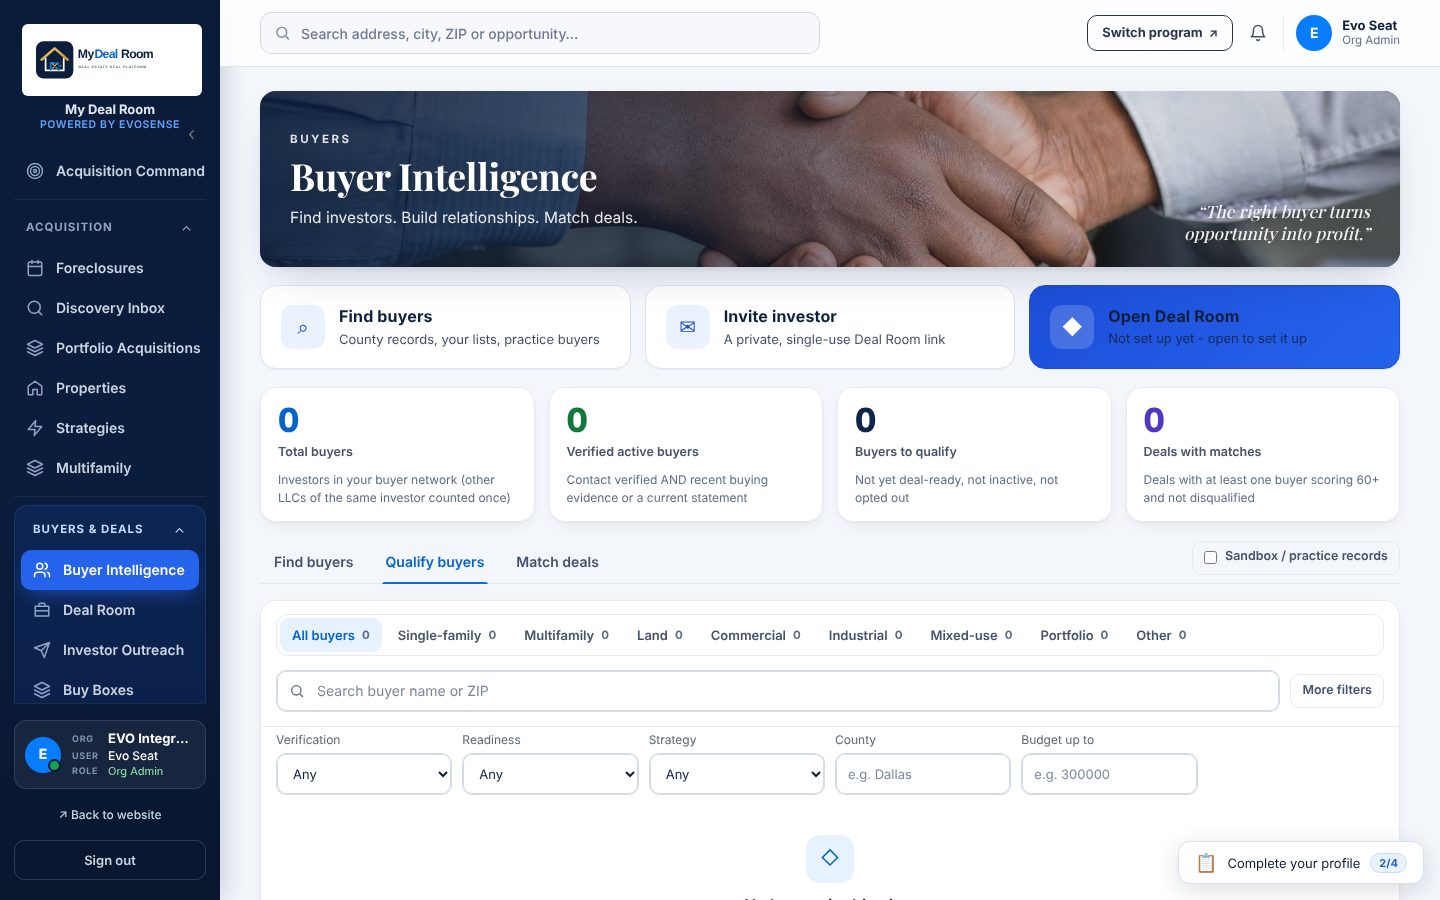 MyDeal Room
REAL ESTATE DEAL PLATFORM
My Deal Room
POWERED BY EVOSENSE
Acquisition Command
ACQUISITION
Foreclosures
Discovery Inbox
Portfolio Acquisitions
Properties
Strategies
Multifamily
BUYERS & DEALS
Buyer Intelligence
Deal Room
Investor Outreach
Buy Boxes
E
ORG EVO Integr...
USER Evo Seat
ROLE Org Admin
↗ Back to website
Sign out
Search address, city, ZIP or opportunity...
Switch program ↗
E
Evo Seat
Org Admin
BUYERS
Buyer Intelligence
Find investors. Build relationships. Match deals.
“The right buyer turns
opportunity into profit.”
Find buyers
County records, your lists, practice buyers
Invite investor
A private, single-use Deal Room link
Open Deal Room
Not set up yet - open to set it up
0
Total buyers
Investors in your buyer network (other
LLCs of the same investor counted once)
0
Verified active buyers
Contact verified AND recent buying
evidence or a current statement
0
Buyers to qualify
Not yet deal-ready, not inactive, not
opted out
0
Deals with matches
Deals with at least one buyer scoring 60+
and not disqualified
Find buyers Qualify buyers Match deals
Sandbox / practice records
All buyers 0 Single-family 0 Multifamily 0 Land 0 Commercial 0 Industrial 0 Mixed-use 0 Portfolio 0 Other 0
Search buyer name or ZIP
More filters
Verification Readiness Strategy County Budget up to
Any Any Any e.g. Dallas e.g. 300000
Complete your profile 2/4